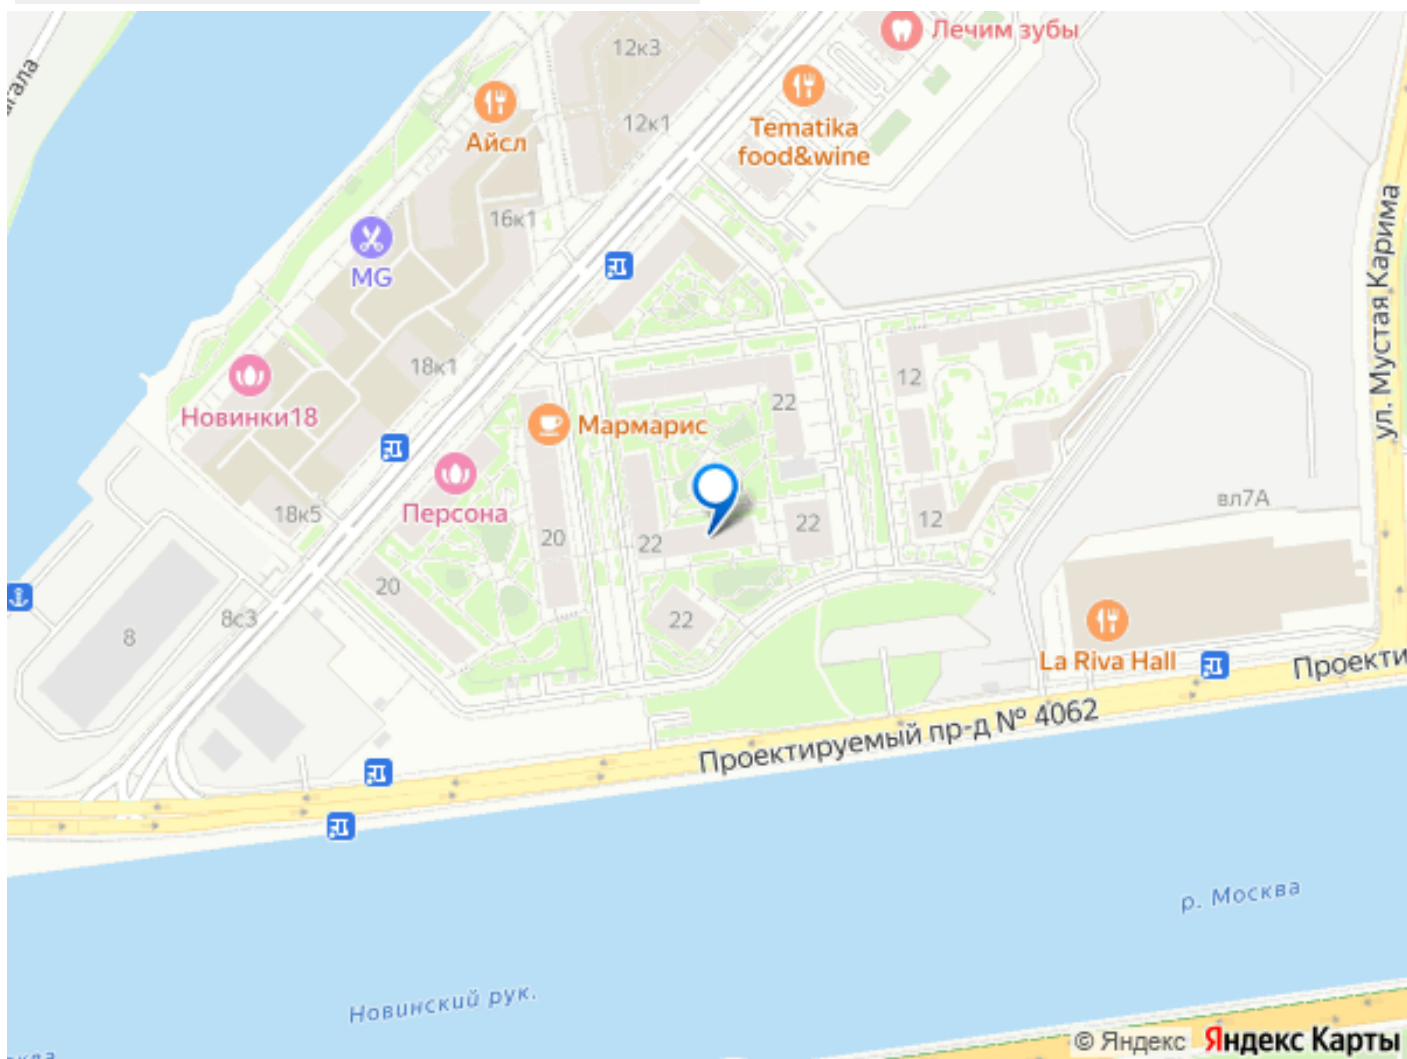 12к3
Лечим зубы
Айсл
12к1
Tematika
food&wine
16к1
MG
ул. Мустая Карима
18к1
Новинки18
12
22
Мармарис
Персона
18к5
вл7А
20
22
22
12
20
8с3
8
22
La Riva Hall
Проекти
Проектируемый пр-д № 4062
р. Москва
Новинский рук.
© Яндекс Яндекс Карты